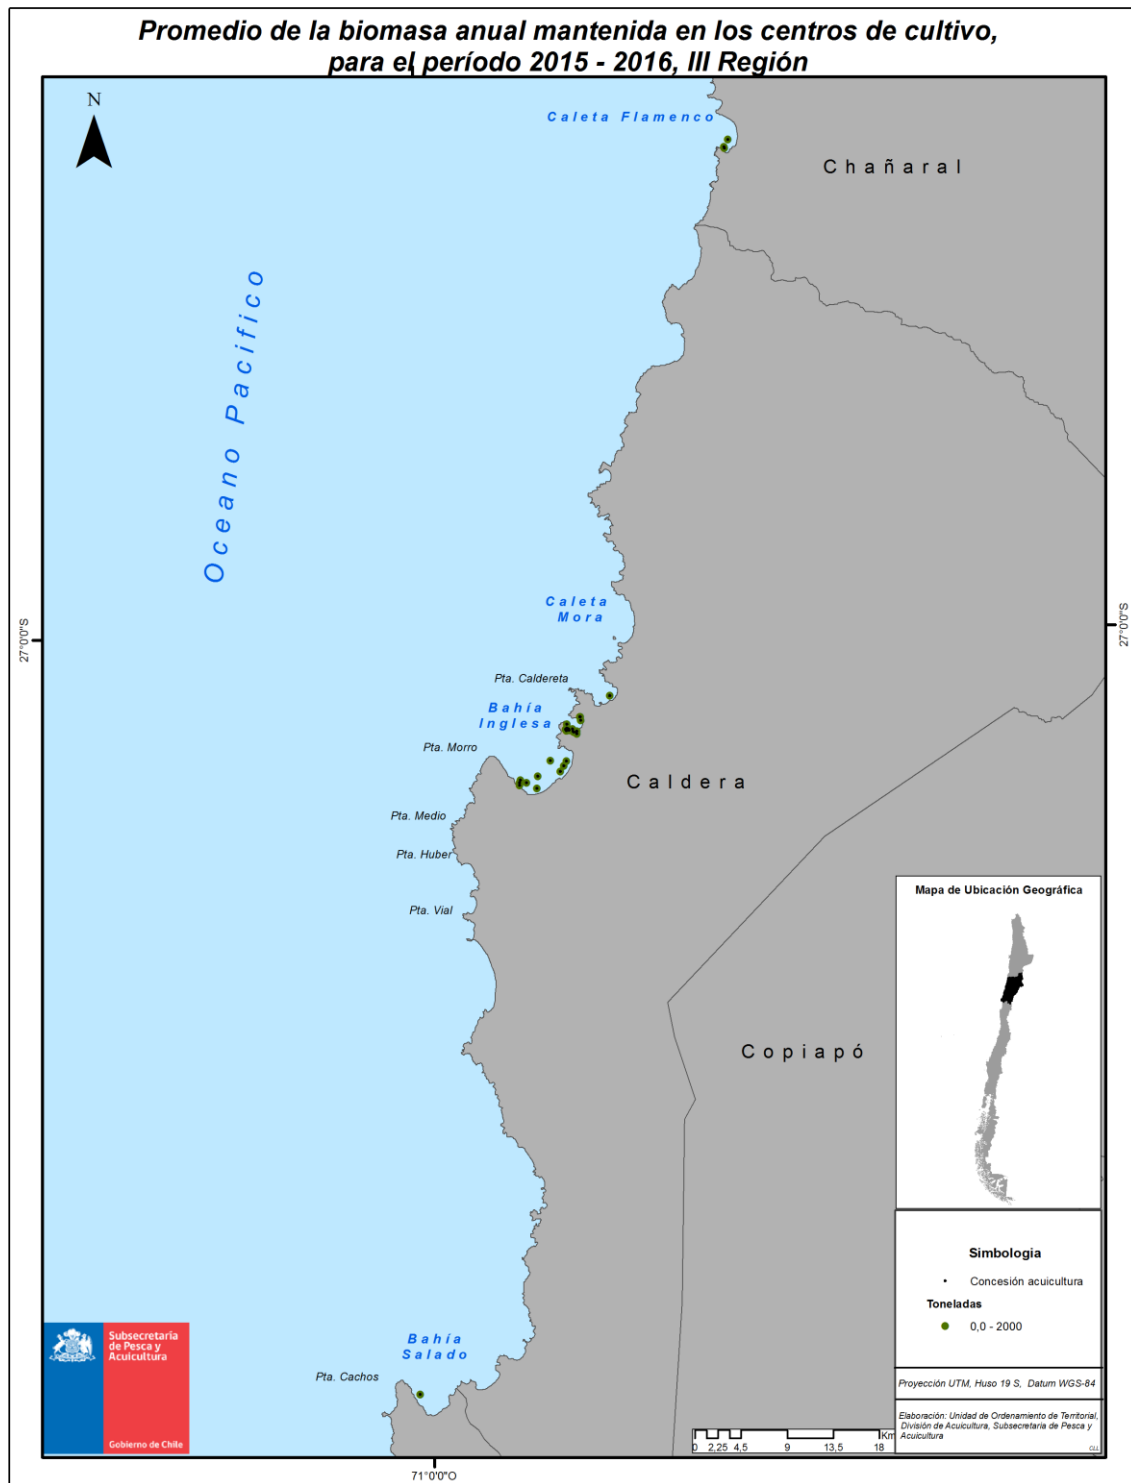 Promedio de la biomasa anual mantenida en los centros de cultivo,
para el período 2015 - 2016, III Región
N
Caleta Flamenco
Chañaral
Oceano Pacifico
Caleta
Mora
27°0'0"S
27°0'0"S
Pta. Caldereta
Bahía
Inglesa
Pta. Morro
Caldera
Pta. Medio
Pta. Huber
Mapa de Ubicación Geográfica
Pta. Vial
Copiapó
Simbologia
Concesión acuicultura
Toneladas
0,0 - 2000
Subsecretaría
de Pesca y
Acuicultura
Gobierno de Chile
Bahía
Salado
Pta. Cachos
Proyección UTM, Huso 19 S, Datum WGS-84
Elaboración: Unidad de Ordenamiento de Territorial,
División de Acuicultura, Subsecretaria de Pesca y
Acuicultura
Km
0 2,25 4,5 9 13,5 18
71°0'0"O